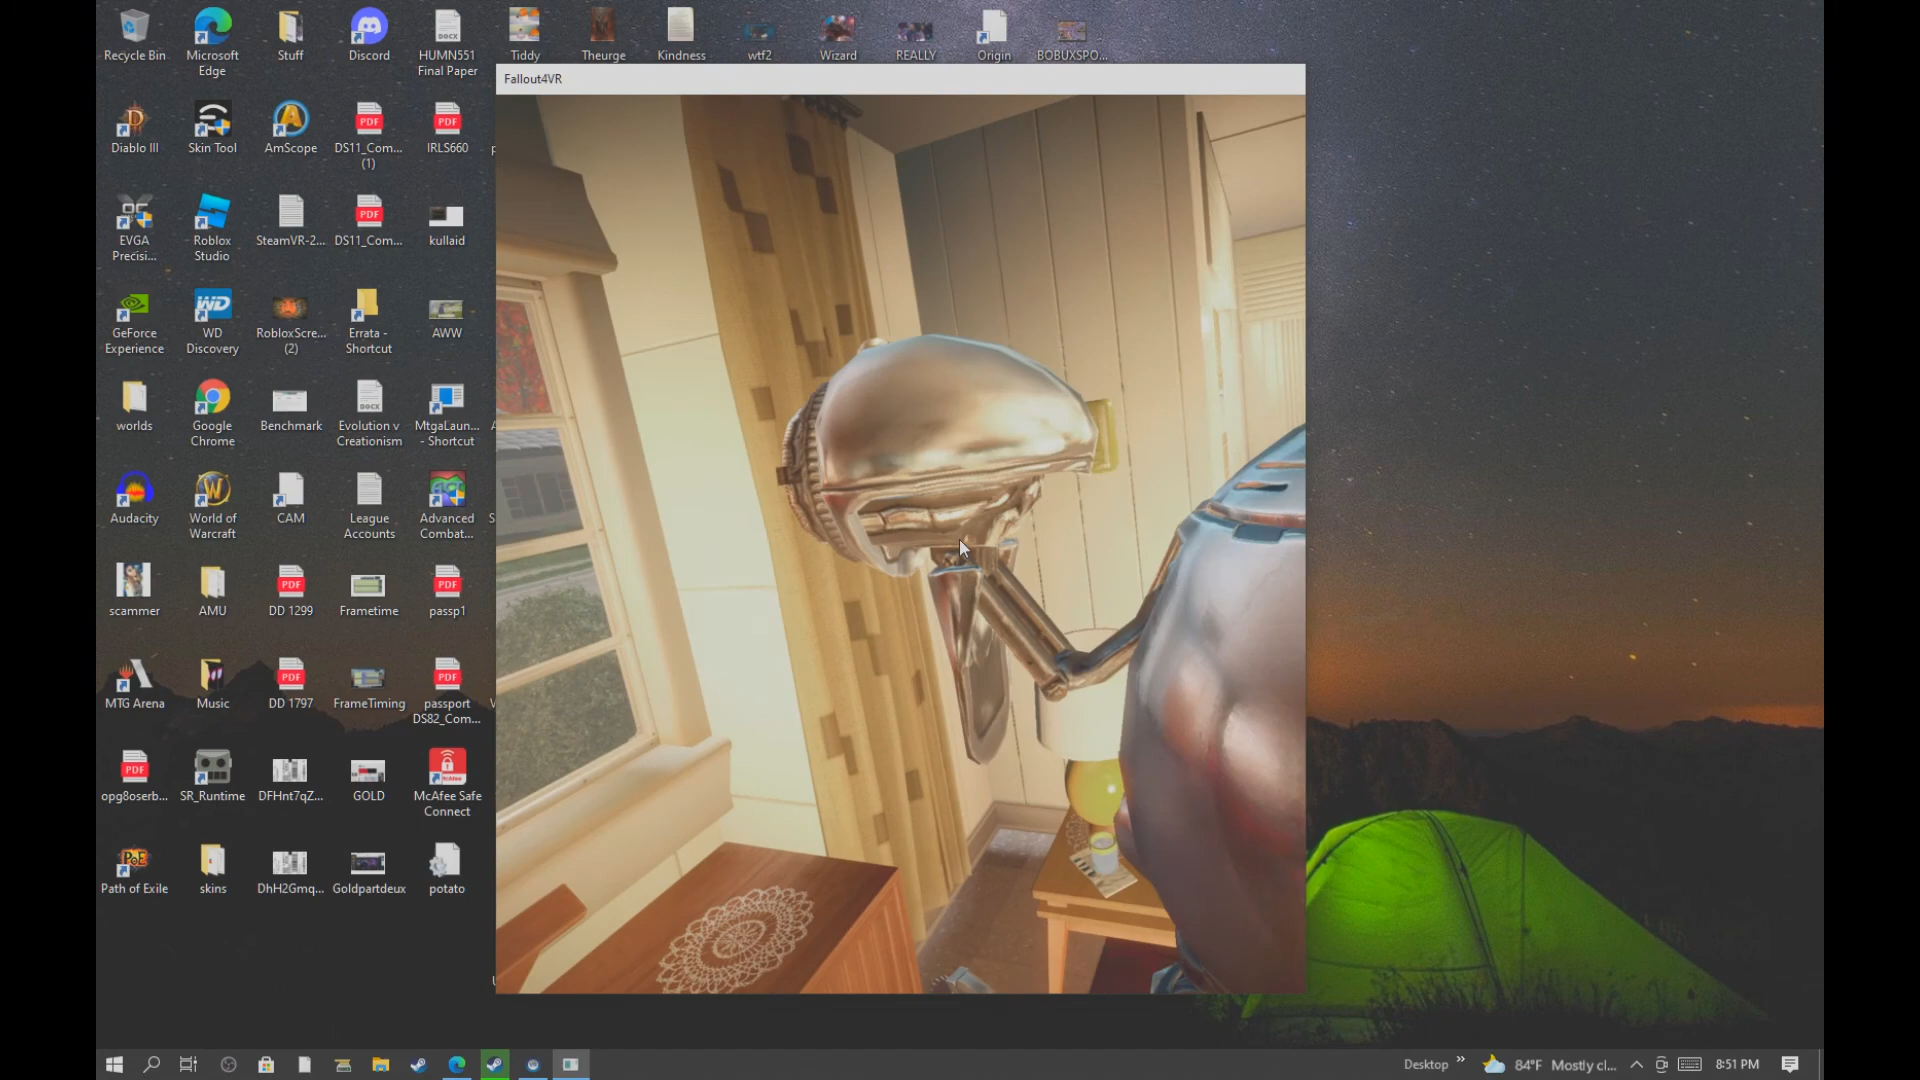 Recycle Bin
Microsoft
Edge
Stuff
Discord
HUMN551
Final Paper
Tiddy
Theurge
Kindness
wtf2
Wizard
REALLY
Origin
BOBUXSPO...
Fallout4VR
Diablo III
Skin Tool
AmScope
DS11_Com...
(1)
IRLS660
EVGA
Precisi...
Roblox
Studio
SteamVR-2...
DS11_Com...
kullaid
GeForce
Experience
WD
Discovery
RobloxScre...
(2)
Errata -
Shortcut
AWW
worlds
Google
Chrome
Benchmark
Evolution v
Creationism
MtgaLaun...
- Shortcut
Audacity
World of
Warcraft
CAM
League
Accounts
Advanced
Combat...
scammer
AMU
DD 1299
Frametime
passp1
MTG Arena
Music
DD 1797
FrameTiming
passport
DS82_Com...
opg8oserb...
SR_Runtime
DFHnt7qZ...
GOLD
McAfee Safe
Connect
Path of Exile
skins
DhH2Gmq...
Goldpartdeux
potato
Desktop
84°F Mostly cl...
8:51 PM